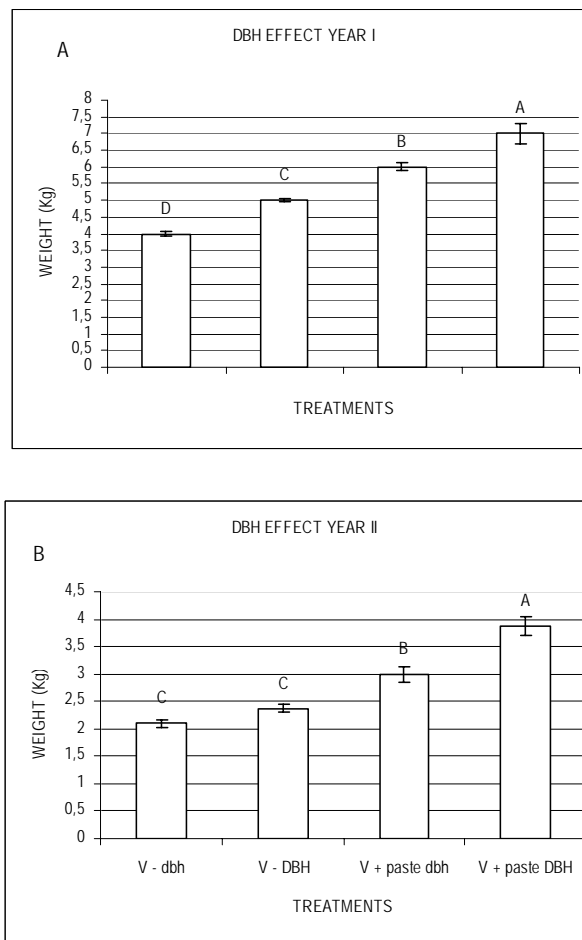 DBH EFFECT YEAR I
A
8
7,5
7
6,5
6
5,5
5
4,5
4
3,5
3
2,5
2
1,5
1
0,5
0
WEIGHT (Kg)
D
C
B
A
TREATMENTS
DBH EFFECT YEAR II
B
4,5
4
3,5
3
2,5
2
1,5
1
0,5
0
WEIGHT (Kg)
C
C
B
A
V - dbh V - DBH V + paste dbh V + paste DBH
TREATMENTS